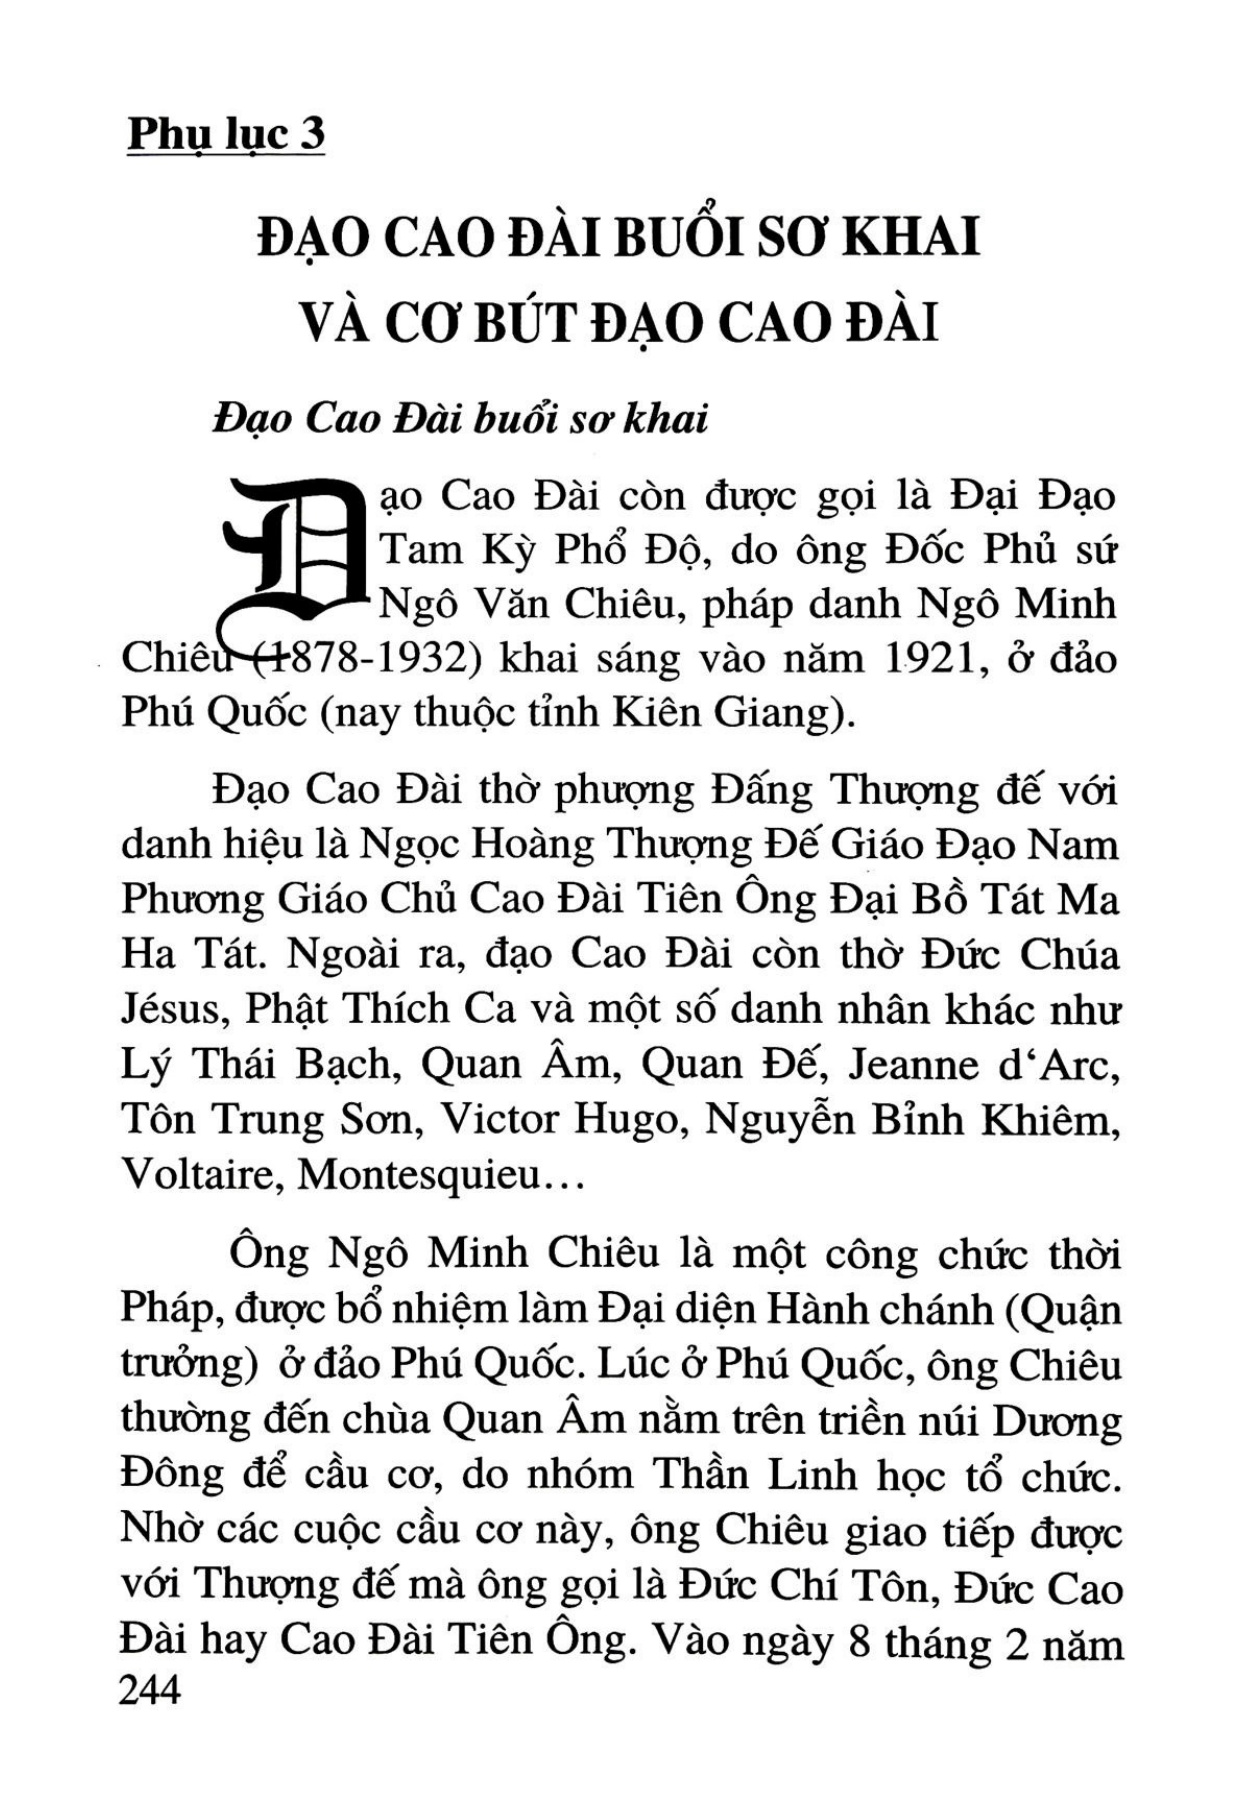 Phụ lục 3
ĐẠO CAO ĐÀI BUỔI SƠ KHAI
VÀ CƠ BÚT ĐẠO CAO ĐÀI
Đạo Cao Đài buổi sơ khai
Đạo Cao Đài còn được gọi là Đại Đạo
Tam Kỳ Phổ Độ, do ông Đốc Phủ sứ
Ngô Văn Chiêu, pháp danh Ngô Minh
Chiêu (1878-1932) khai sáng vào năm 1921, ở đảo
Phú Quốc (nay thuộc tỉnh Kiên Giang).
Đạo Cao Đài thờ phượng Đấng Thượng đế với
danh hiệu là Ngọc Hoàng Thượng Đế Giáo Đạo Nam
Phương Giáo Chủ Cao Đài Tiên Ông Đại Bồ Tát Ma
Ha Tát. Ngoài ra, đạo Cao Đài còn thờ Đức Chúa
Jésus, Phật Thích Ca và một số danh nhân khác như
Lý Thái Bạch, Quan Âm, Quan Đế, Jeanne d‘Arc,
Tôn Trung Sơn, Victor Hugo, Nguyễn Bỉnh Khiêm,
Voltaire, Montesquieu…
Ông Ngô Minh Chiêu là một công chức thời
Pháp, được bổ nhiệm làm Đại diện Hành chánh (Quận
trưởng) ở đảo Phú Quốc. Lúc ở Phú Quốc, ông Chiêu
thường đến chùa Quan Âm nằm trên triền núi Dương
Đông để cầu cơ, do nhóm Thần Linh học tổ chức.
Nhờ các cuộc cầu cơ này, ông Chiêu giao tiếp được
với Thượng đế mà ông gọi là Đức Chí Tôn, Đức Cao
Đài hay Cao Đài Tiên Ông. Vào ngày 8 tháng 2 năm
244